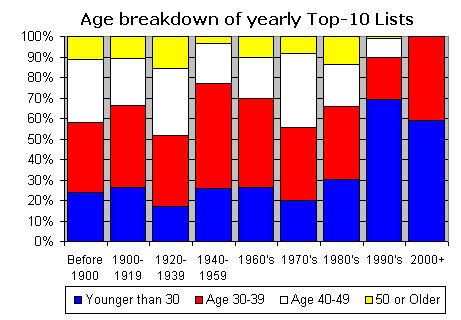 Age breakdown of yearly Top-10 Lists
100%
90%
80%
70%
60%
50%
40%
30%
20%
10%
0%
Before 1900- 1920- 1940- 1960's 1970's 1980's 1990's 2000+
1900 1919 1939 1959
Younger than 30 Age 30-39 Age 40-49 50 or Older